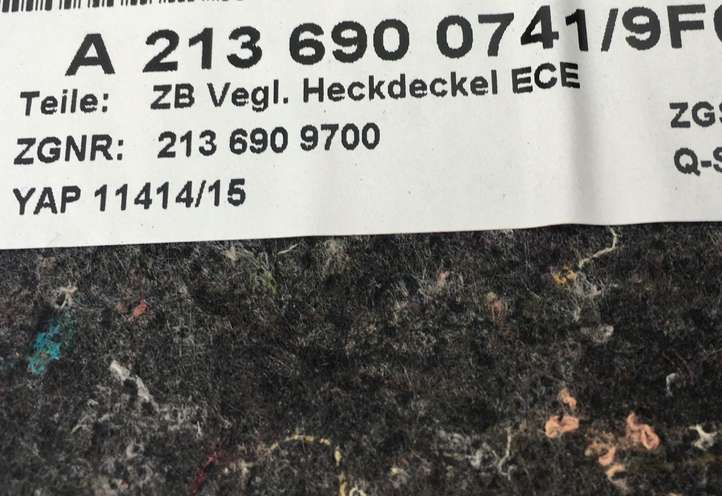 A 213 690 0741/9F
Teile: ZB Vegl. Heckdeckel ECE
ZGNR: 213 690 9700
YAP 11414/15